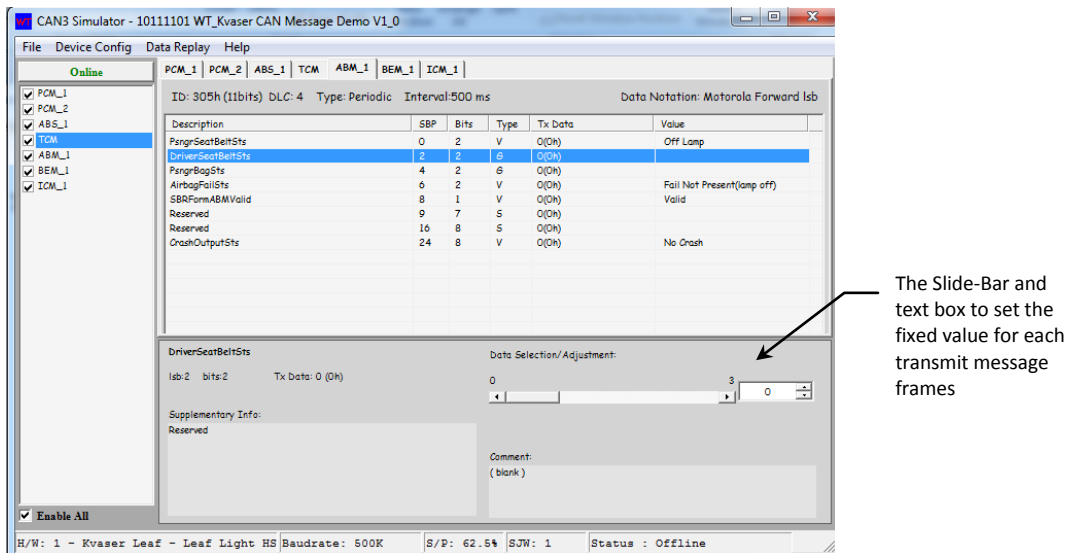 WT CAN3 Simulator - 10111101 WT_Kvaser CAN Message Demo V1_0
File Device Config Data Replay Help
Online
PCM_1 PCM_2 ABS_1 TCM ABM_1 BEM_1 ICM_1
PCM_1
PCM_2
ABS_1
TCM
ABM_1
BEM_1
ICM_1
ID: 305h (11bits) DLC: 4 Type: Periodic Interval:500 ms Data Notation: Motorola Forward lsb
Description SBP Bits Type Tx Data Value
PsngrSeatBeltSts 0 2 V 0(0h) Off Lamp
DriverSeatBeltSts 2 2 G 0(0h)
PsngrBagSts 4 2 G 0(0h)
AirbagFailSts 6 2 V 0(0h) Fail Not Present(lamp off)
SBRFormABMValid 8 1 V 0(0h) Valid
Reserved 9 7 S 0(0h)
Reserved 16 8 S 0(0h)
CrashOutputSts 24 8 V 0(0h) No Crash
The Slide-Bar and
text box to set the
fixed value for each
transmit message
frames
DriverSeatBeltSts
Data Selection/Adjustment:
lsb:2 bits:2 Tx Data: 0 (0h)
0 3
0
Supplementary Info:
Reserved
Comment:
( blank )
Enable All
H/W: 1 - Kvaser Leaf - Leaf Light HS Baudrate: 500K S/P: 62.5% SJW: 1 Status : Offline